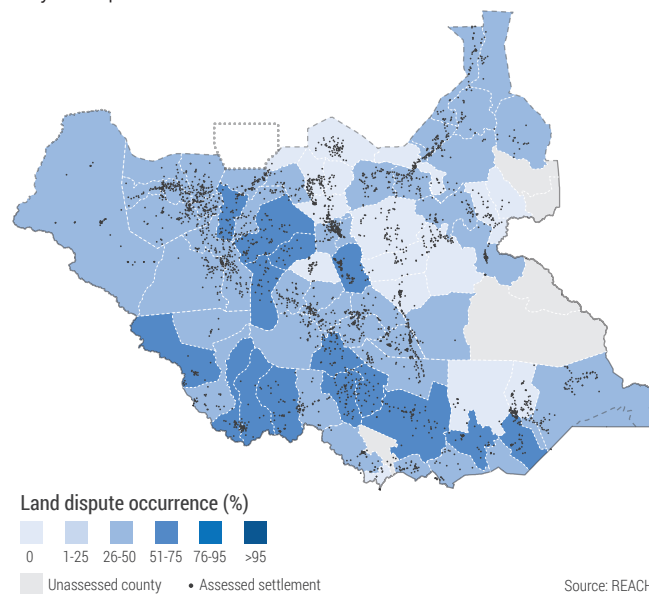 Land dispute occurrence (%)
0 1-25 26-50 51-75 76-95 >95
Unassessed county • Assessed settlement
Source: REACH